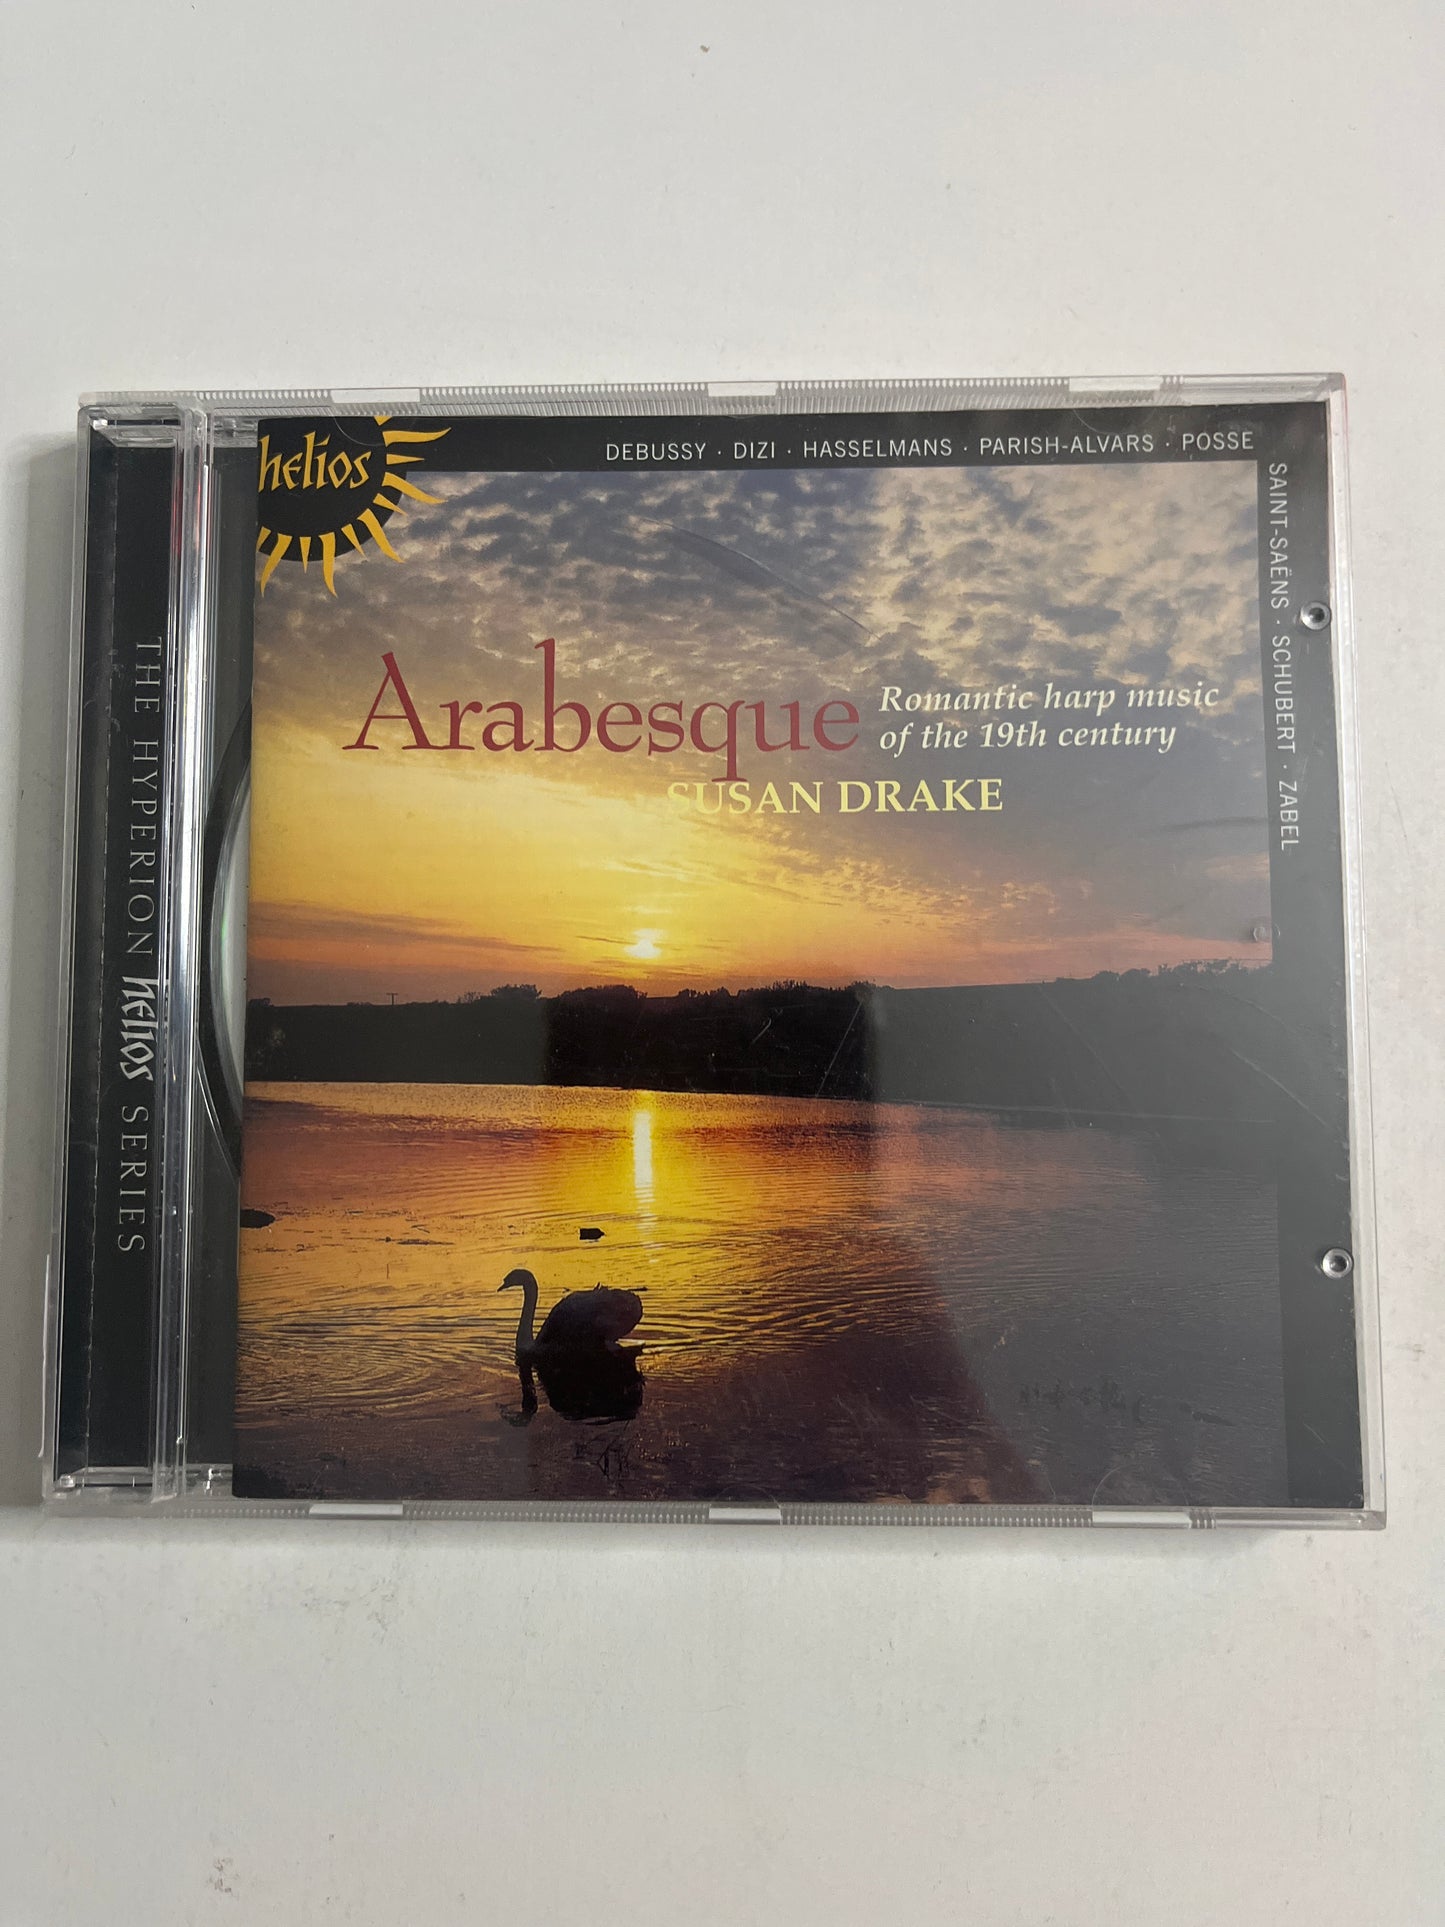 helios
DEBUSSY · DIZI · HASSELMANS · PARISH-ALVARS · POSSE
SAINT-SAËNS · SCHUBERT · ZABEL
Arabesque
Romantic harp music
of the 19th century
SUSAN DRAKE
THE HYPERION helios SERIES